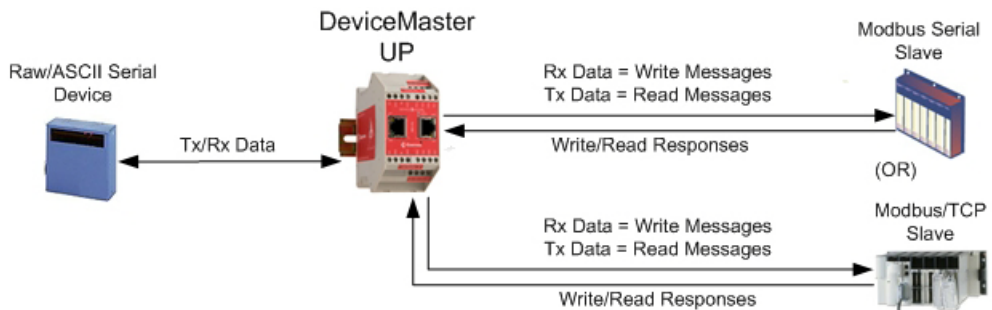 DeviceMaster
UP
Raw/ASCII Serial
Device
Tx/Rx Data
Rx Data = Write Messages
Tx Data = Read Messages
Write/Read Responses
Modbus Serial
Slave
(OR)
Rx Data = Write Messages
Tx Data = Read Messages
Write/Read Responses
Modbus/TCP
Slave